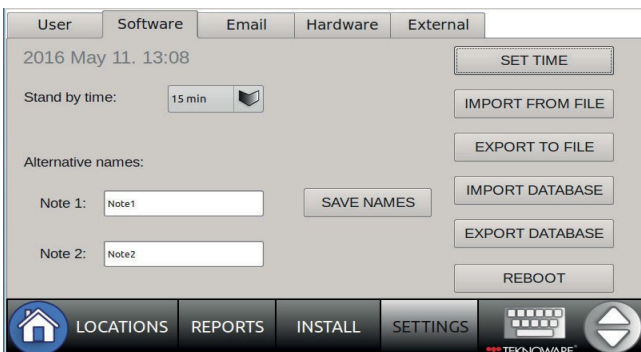 User Software Email Hardware External
2016 May 11. 13:08
SET TIME
Stand by time: 15 min
IMPORT FROM FILE
EXPORT TO FILE
Alternative names:
IMPORT DATABASE
Note 1: Note1 SAVE NAMES
EXPORT DATABASE
Note 2: Note2
REBOOT
LOCATIONS REPORTS INSTALL SETTINGS
TEKNOWARE